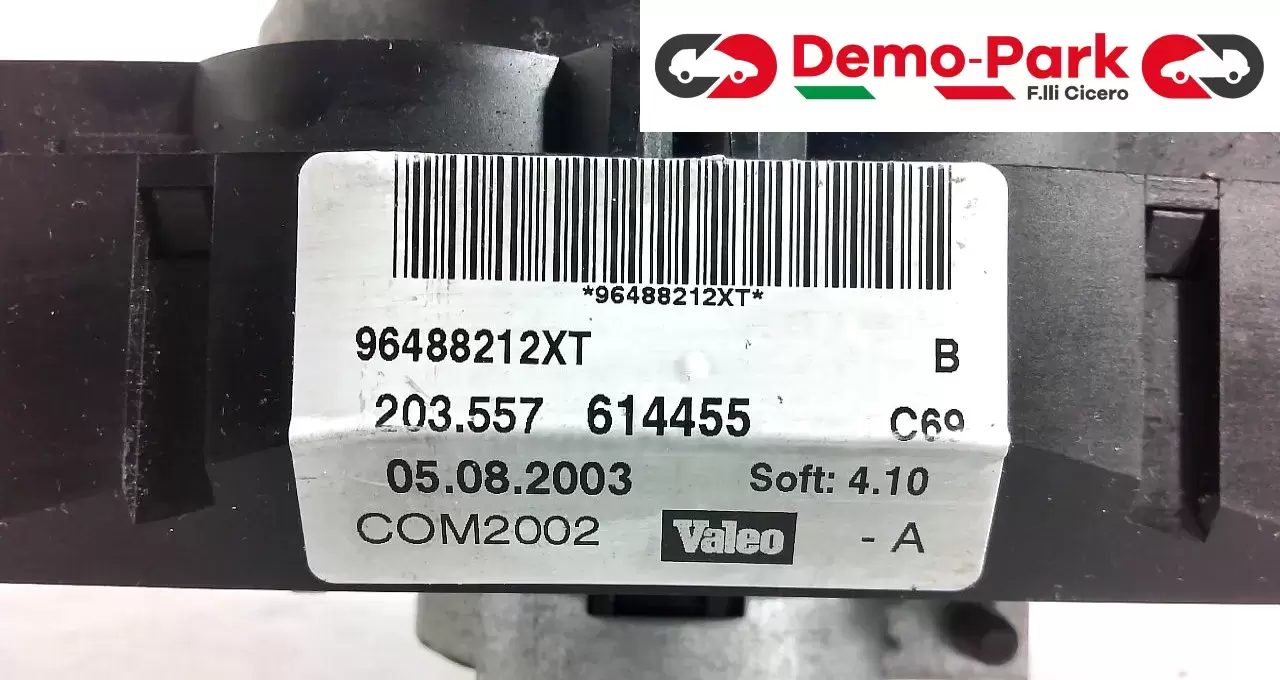 Demo-Park
F.lli Cicero
*96488212XT*
96488212XT B
203.557 614455 C69
05.08.2003 Soft: 4.10
COM2002 Valeo - A